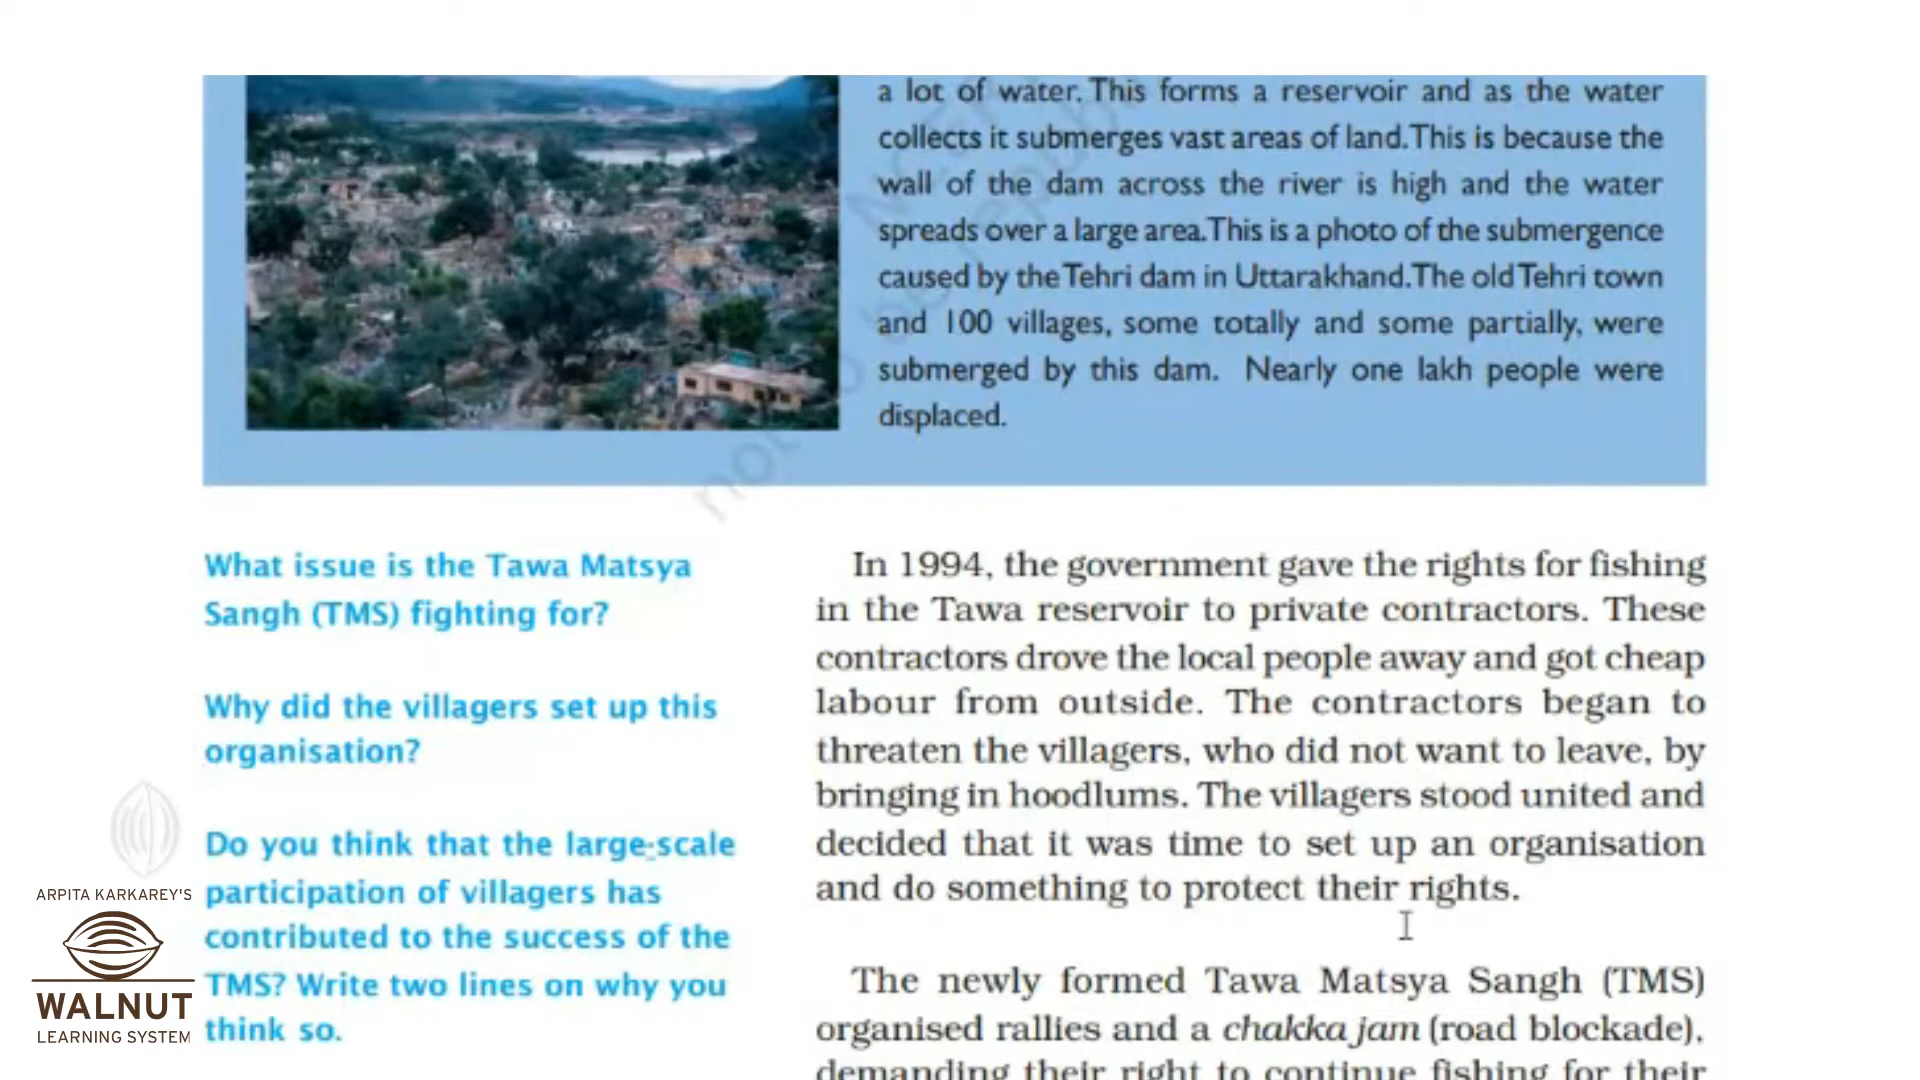 a lot of water. This forms a reservoir and as the water
collects it submerges vast areas of land.This is because the
wall of the dam across the river is high and the water
spreads over a large area.This is a photo of the submergence
caused by the Tehri dam in Uttarakhand.The old Tehri town
and 100 villages, some totally and some partially, were
submerged by this dam. Nearly one lakh people were
displaced.
What issue is the Tawa Matsya
Sangh (TMS) fighting for?
Why did the villagers set up this
organisation?
Do you think that the large-scale
participation of villagers has
contributed to the success of the
TMS? Write two lines on why you
think so.
In 1994, the government gave the rights for fishing
in the Tawa reservoir to private contractors. These
contractors drove the local people away and got cheap
labour from outside. The contractors began to
threaten the villagers, who did not want to leave, by
bringing in hoodlums. The villagers stood united and
decided that it was time to set up an organisation
and do something to protect their rights.
The newly formed Tawa Matsya Sangh (TMS)
organised rallies and a chakka jam (road blockade),
demanding their right to continue fishing for their
ARPITA KARKAREY'S
WALNUT
LEARNING SYSTEM